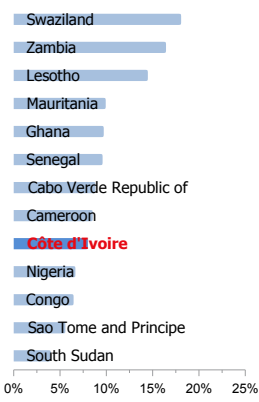 Swaziland
Zambia
Lesotho
Mauritania
Ghana
Senegal
Cabo Verde Republic of
Cameroon
Côte d'Ivoire
Nigeria
Congo
Sao Tome and Principe
South Sudan
0% 5% 10% 15% 20% 25%